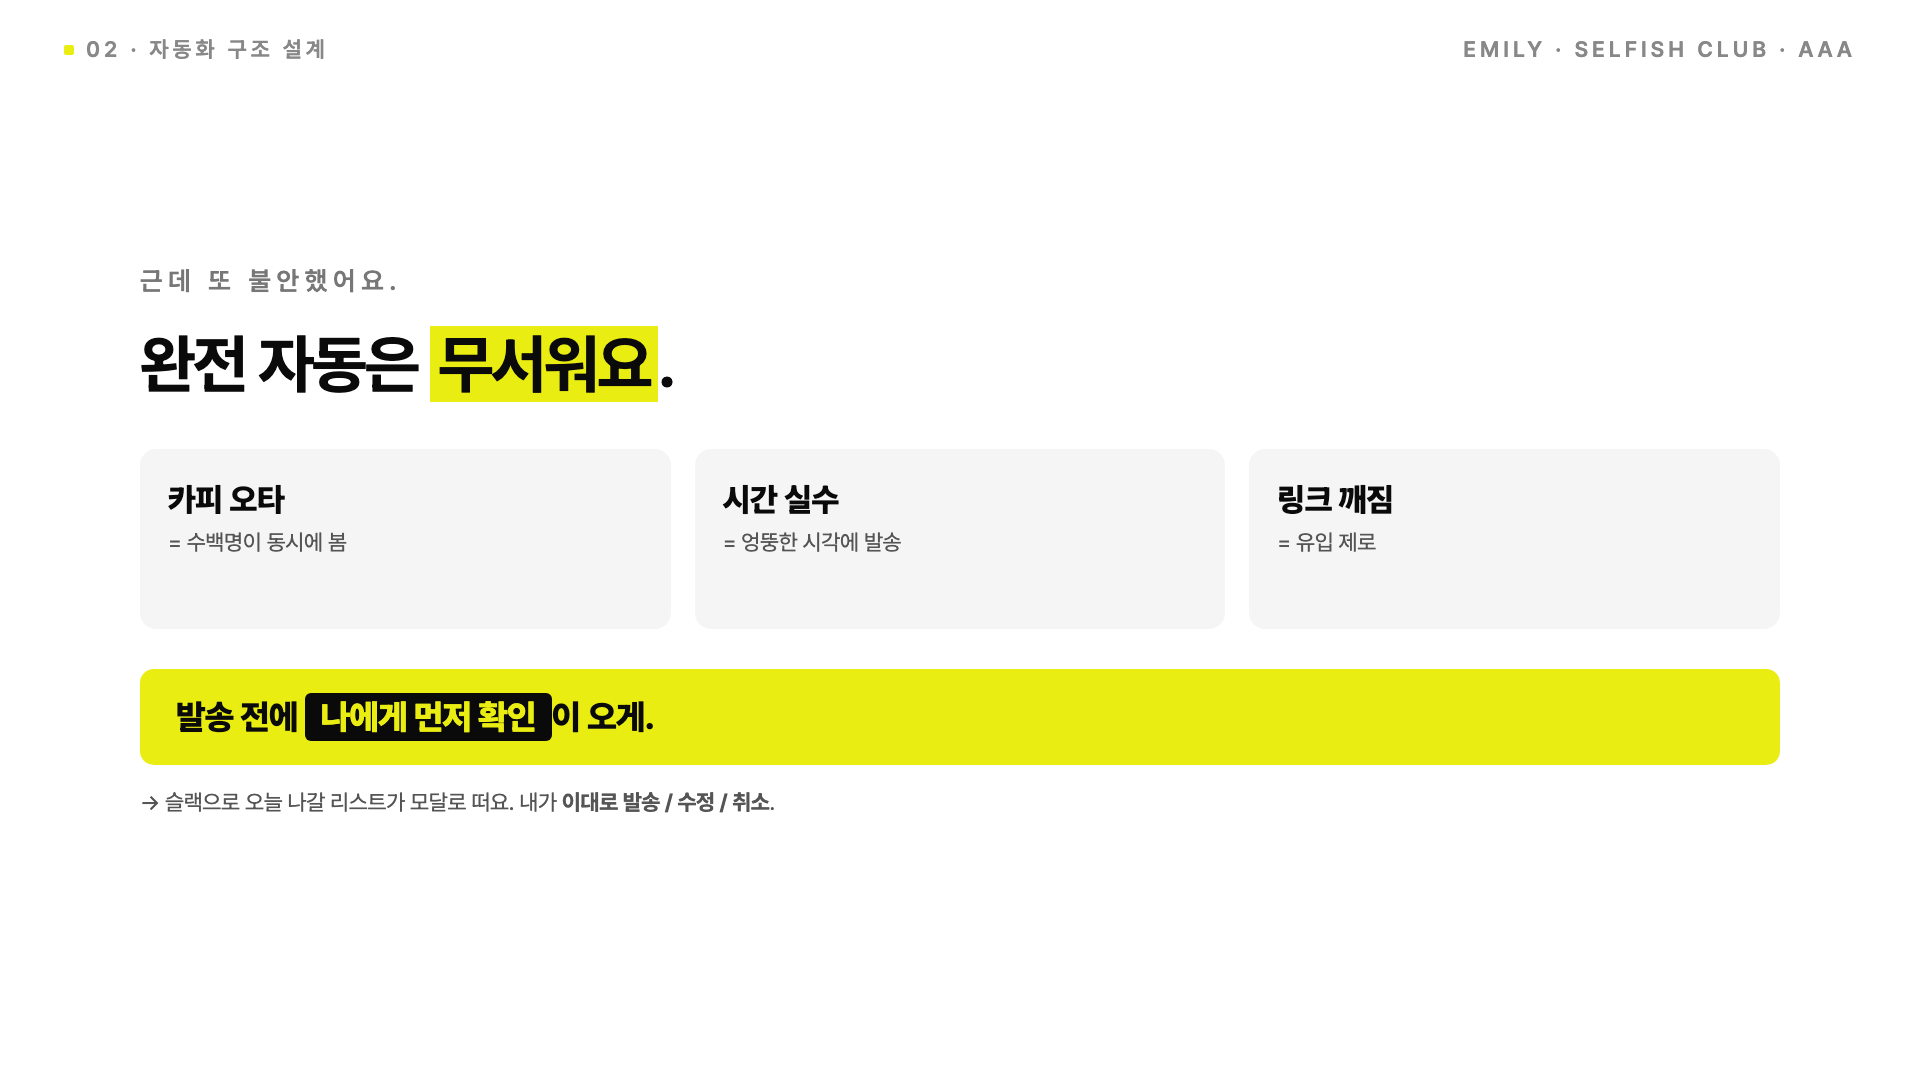 02 · 자동화 구조 설계
EMILY · SELFISH CLUB · AAA
근데 또 불안했어요.
완전 자동은 무서워요.
카피 오타
= 수백명이 동시에 봄
시간 실수
= 엉뚱한 시각에 발송
링크 깨짐
= 유입 제로
발송 전에 나에게 먼저 확인이 오게.
→ 슬랙으로 오늘 나갈 리스트가 모달로 떠요. 내가 이대로 발송 / 수정 / 취소.